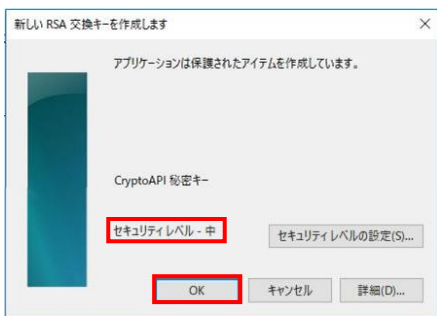 新しい RSA 交換キーを作成します
アプリケーションは保護されたアイテムを作成しています。
CryptoAPI 秘密キー
セキュリティ レベル - 中
セキュリティ レベルの設定(S)...
OK
キャンセル
詳細(D)...